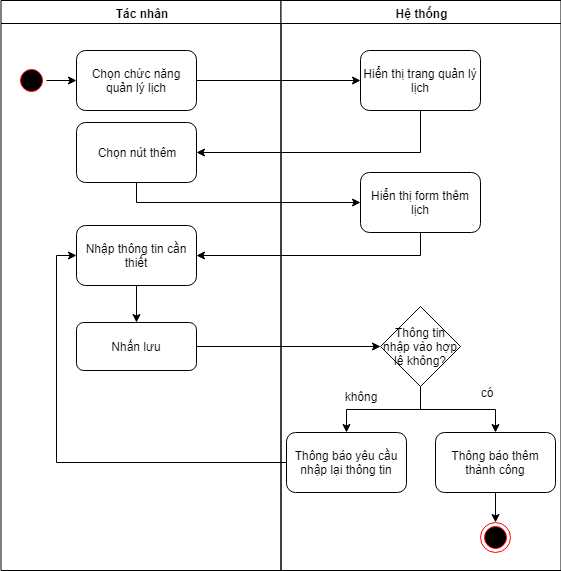 Tác nhân
Hệ thống
Chọn chức năng
quản lý lịch
Hiển thị trang quản lý
lịch
Chọn nút thêm
Hiển thị form thêm
lịch
Nhập thông tin cần
thiết
Nhấn lưu
Thông tin
nhập vào hợp
lệ không?
không
có
Thông báo yêu cầu
nhập lại thông tin
Thông báo thêm
thành công